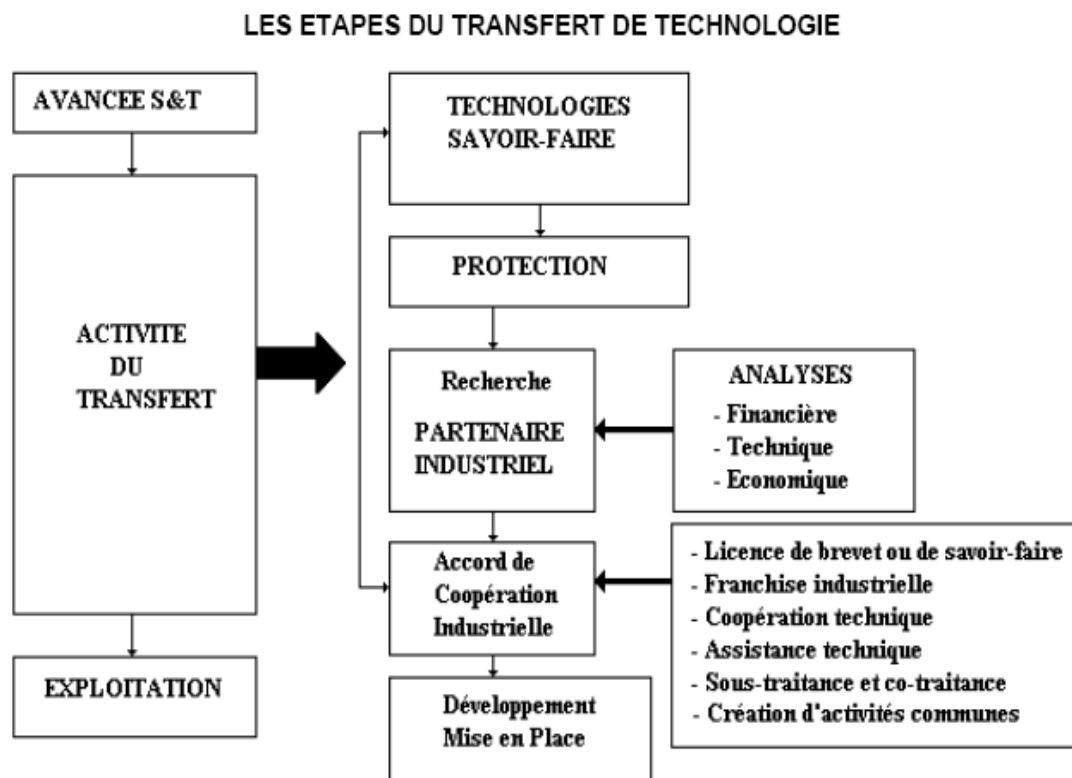 LES ETAPES DU TRANSFERT DE TECHNOLOGIE
AVANCEE S&T
ACTIVITE
DU
TRANSFERT
EXPLOITATION
TECHNOLOGIES
SAVOIR-FAIRE
PROTECTION
Recherche
PARTENAIRE
INDUSTRIEL
ANALYSES
- Financière
- Technique
- Economique
Accord de
Coopération
Industrielle
- Licence de brevet ou de savoir-faire
- Franchise industrielle
- Coopération technique
- Assistance technique
- Sous-traitance et co-traitance
- Création d'activités communes
Développement
Mise en Place